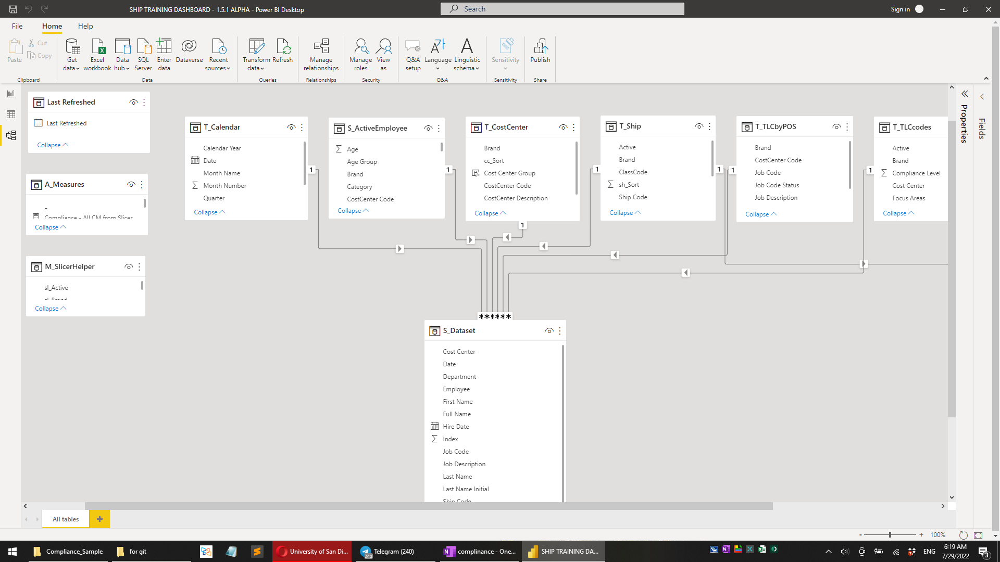 SHIP TRAINING DASHBOARD - 1.5.1 ALPHA - Power BI Desktop
Search
Sign in
File
Home
Help
Paste
Cut
Copy
Get data
Excel workbook
Data hub
SQL Server
Enter data
Dataverse
Recent sources
Transform data
Refresh
Manage relationships
Manage roles
View as
Q&A setup
Language
Linguistic schema
Sensitivity
Publish
Clipboard
Data
Queries
Relationships
Security
Q&A
Sensitivity
Share
Last Refreshed
Last Refreshed
Collapse
A_Measures
Collapse
M_SlicerHelper
sl_Active
Collapse
T_Calendar
Calendar Year
Date
Month Name
Month Number
Quarter
Collapse
1
S_ActiveEmployee
Age
Age Group
Brand
Category
CostCenter Code
Collapse
1
T_CostCenter
Brand
cc_Sort
Cost Center Group
CostCenter Code
CostCenter Description
Collapse
1
1
T_Ship
Active
Brand
ClassCode
sh_Sort
Ship Code
Collapse
1
1
T_TLCbyPOS
Brand
CostCenter Code
Job Code
Job Code Status
Job Description
Collapse
1
T_TLCcodes
Active
Brand
Compliance Level
Cost Center
Focus Areas
Collapse
S_Dataset
Cost Center
Date
Department
Employee
First Name
Full Name
Hire Date
Index
Job Code
Job Description
Last Name
Last Name Initial
Ship Code
Properties
Fields
All tables
+
- + 100%
Compliance_Sample
for git
University of San Di...
Telegram (240)
240
complinance - One...
SHIP TRAINING DA...
ENG
6:19 AM
7/29/2022
3